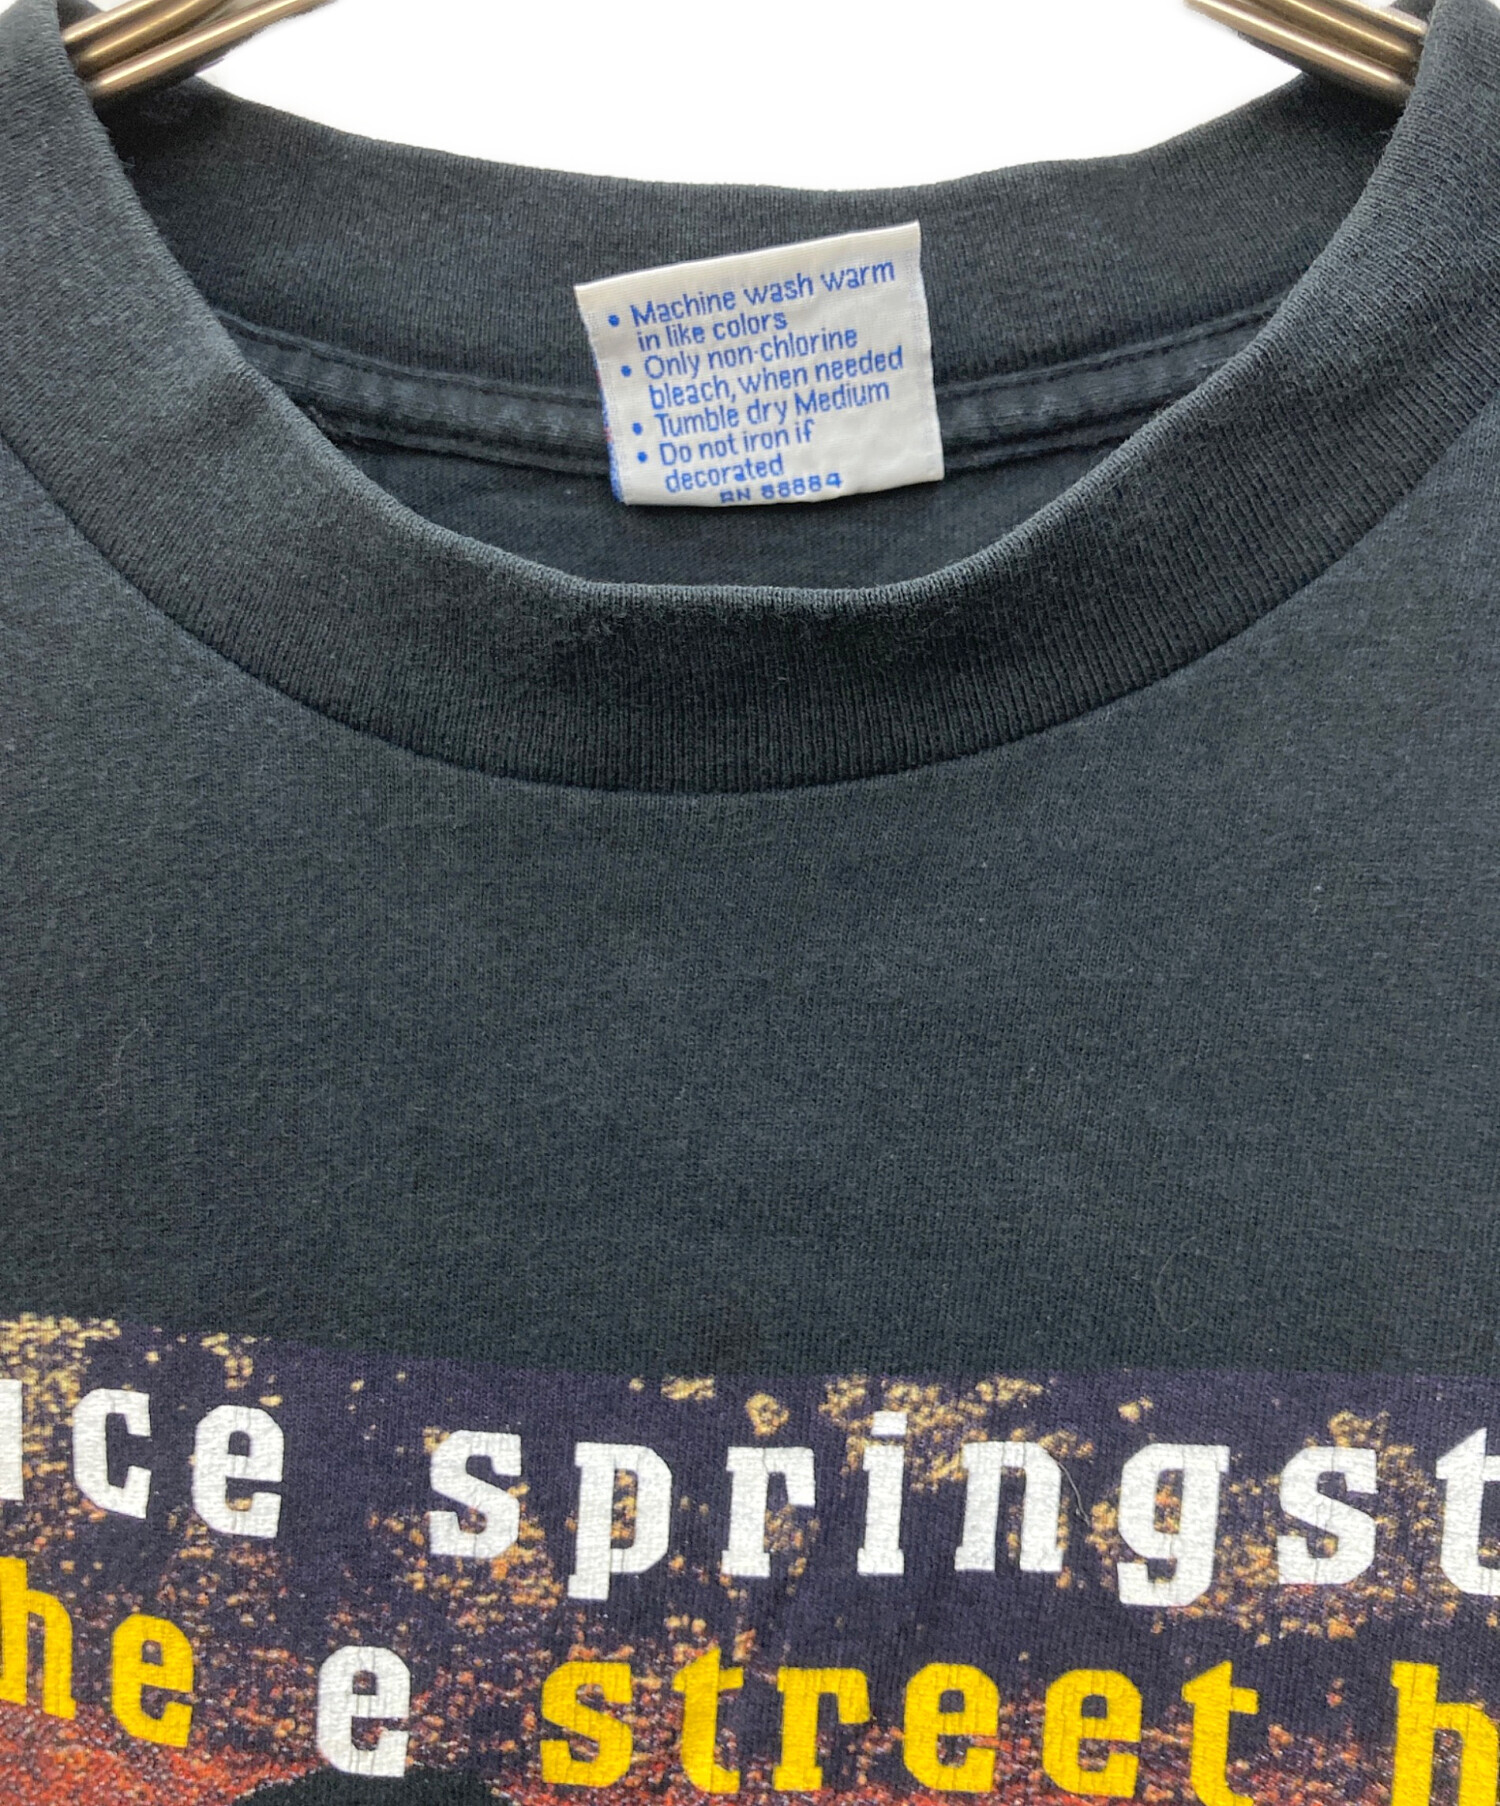 • Machine wash warm
in like colors
• Only non-chlorine
bleach, when needed
• Tumble dry Medium
• Do not iron if
decorated
RN 88884
uce springst
he e street b